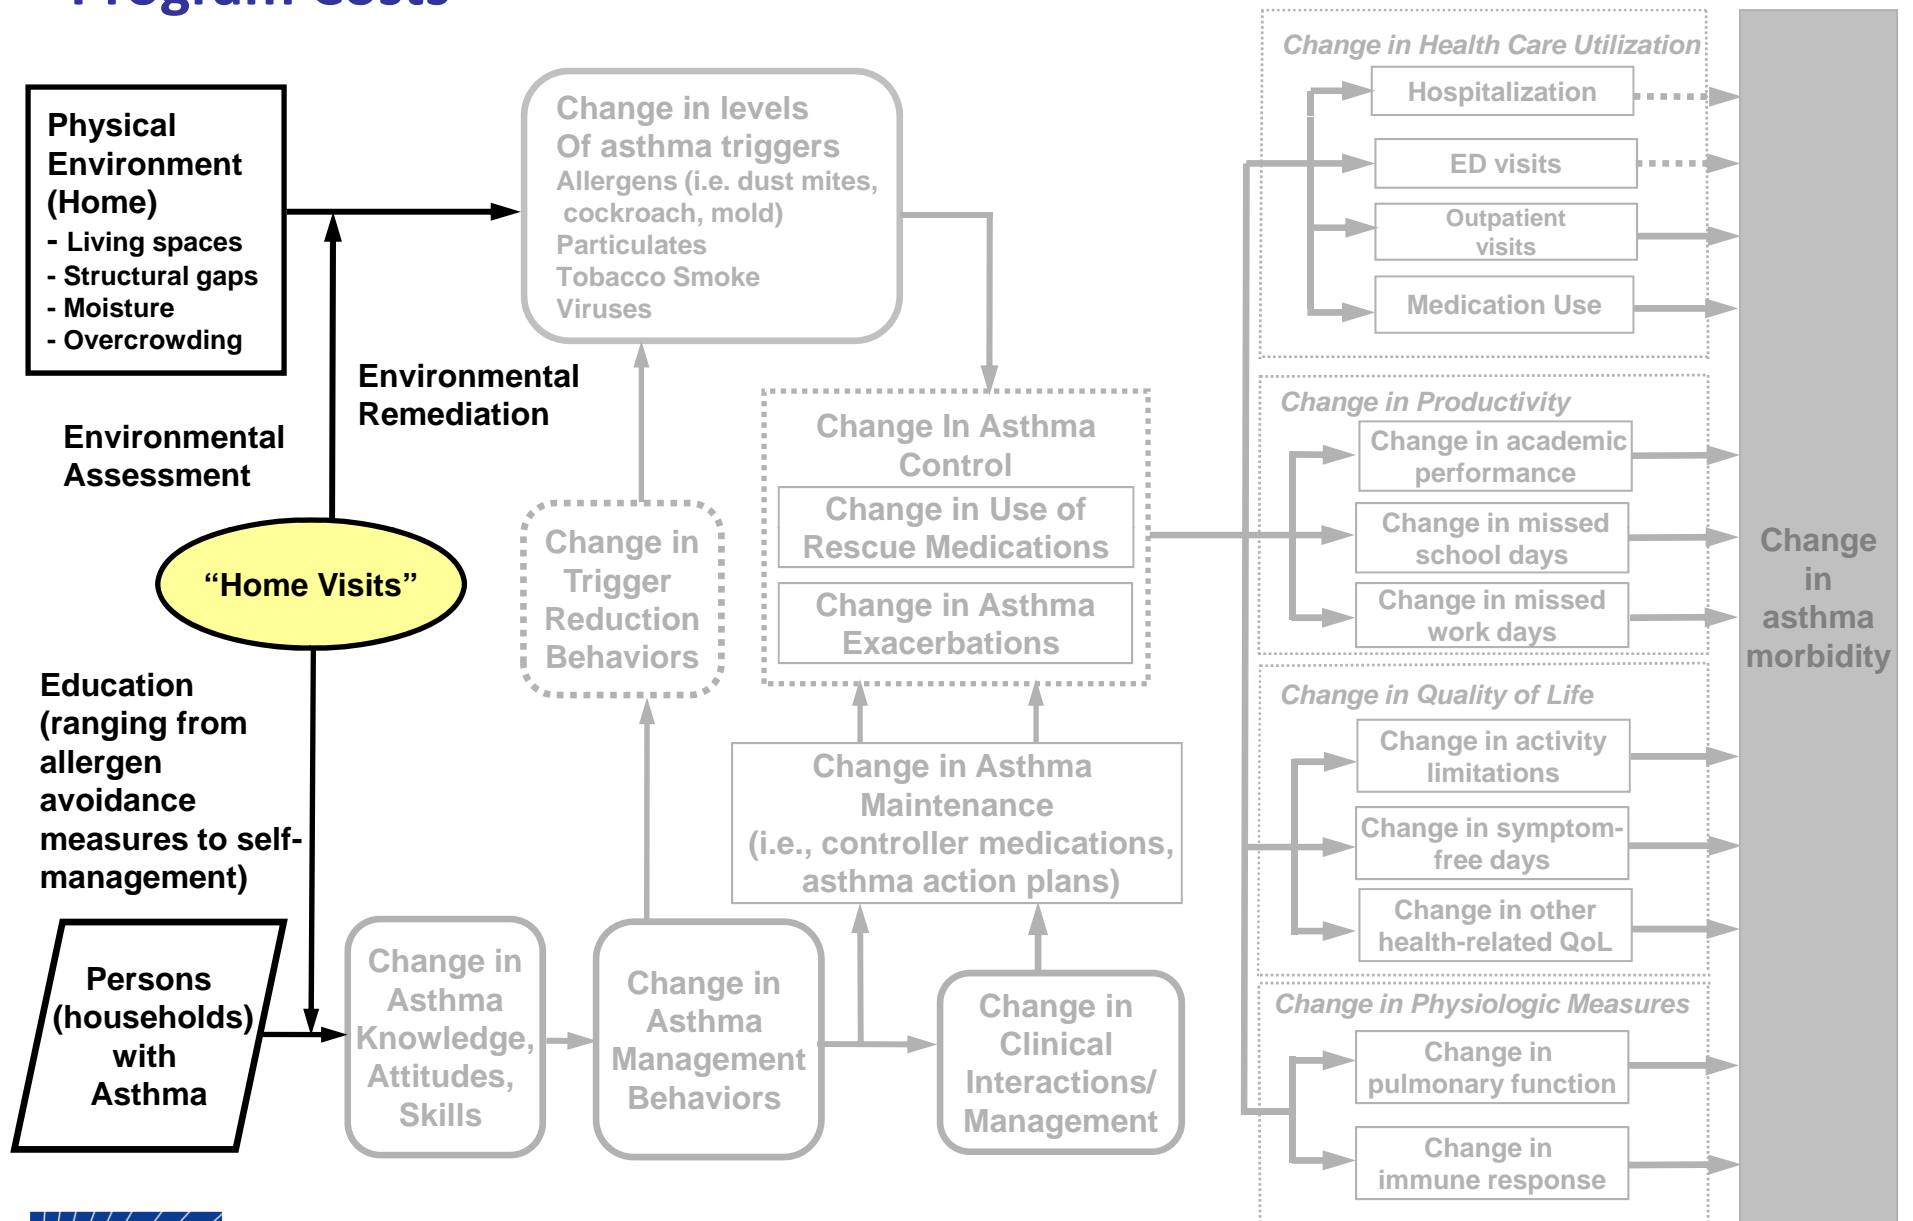 Program Costs
Physical
Environment
(Home)
- Living spaces
- Structural gaps
- Moisture
- Overcrowding
Environmental
Assessment
Environmental
Remediation
“Home Visits”
Education
(ranging from
allergen
avoidance
measures to self-
management)
Persons
(households)
with
Asthma
Change in levels
Of asthma triggers
Allergens (i.e. dust mites,
cockroach, mold)
Particulates
Tobacco Smoke
Viruses
Change in
Trigger
Reduction
Behaviors
Change in
Asthma
Knowledge,
Attitudes,
Skills
Change in
Asthma
Management
Behaviors
Change In Asthma
Control
Change in Use of
Rescue Medications
Change in Asthma
Exacerbations
Change in Asthma
Maintenance
(i.e., controller medications,
asthma action plans)
Change in
Clinical
Interactions/
Management
Change in Health Care Utilization
Hospitalization
ED visits
Outpatient
visits
Medication Use
Change in Productivity
Change in academic
performance
Change in missed
school days
Change in missed
work days
Change in Quality of Life
Change in activity
limitations
Change in symptom-
free days
Change in other
health-related QoL
Change in Physiologic Measures
Change in
pulmonary function
Change in
immune response
Change
in
asthma
morbidity